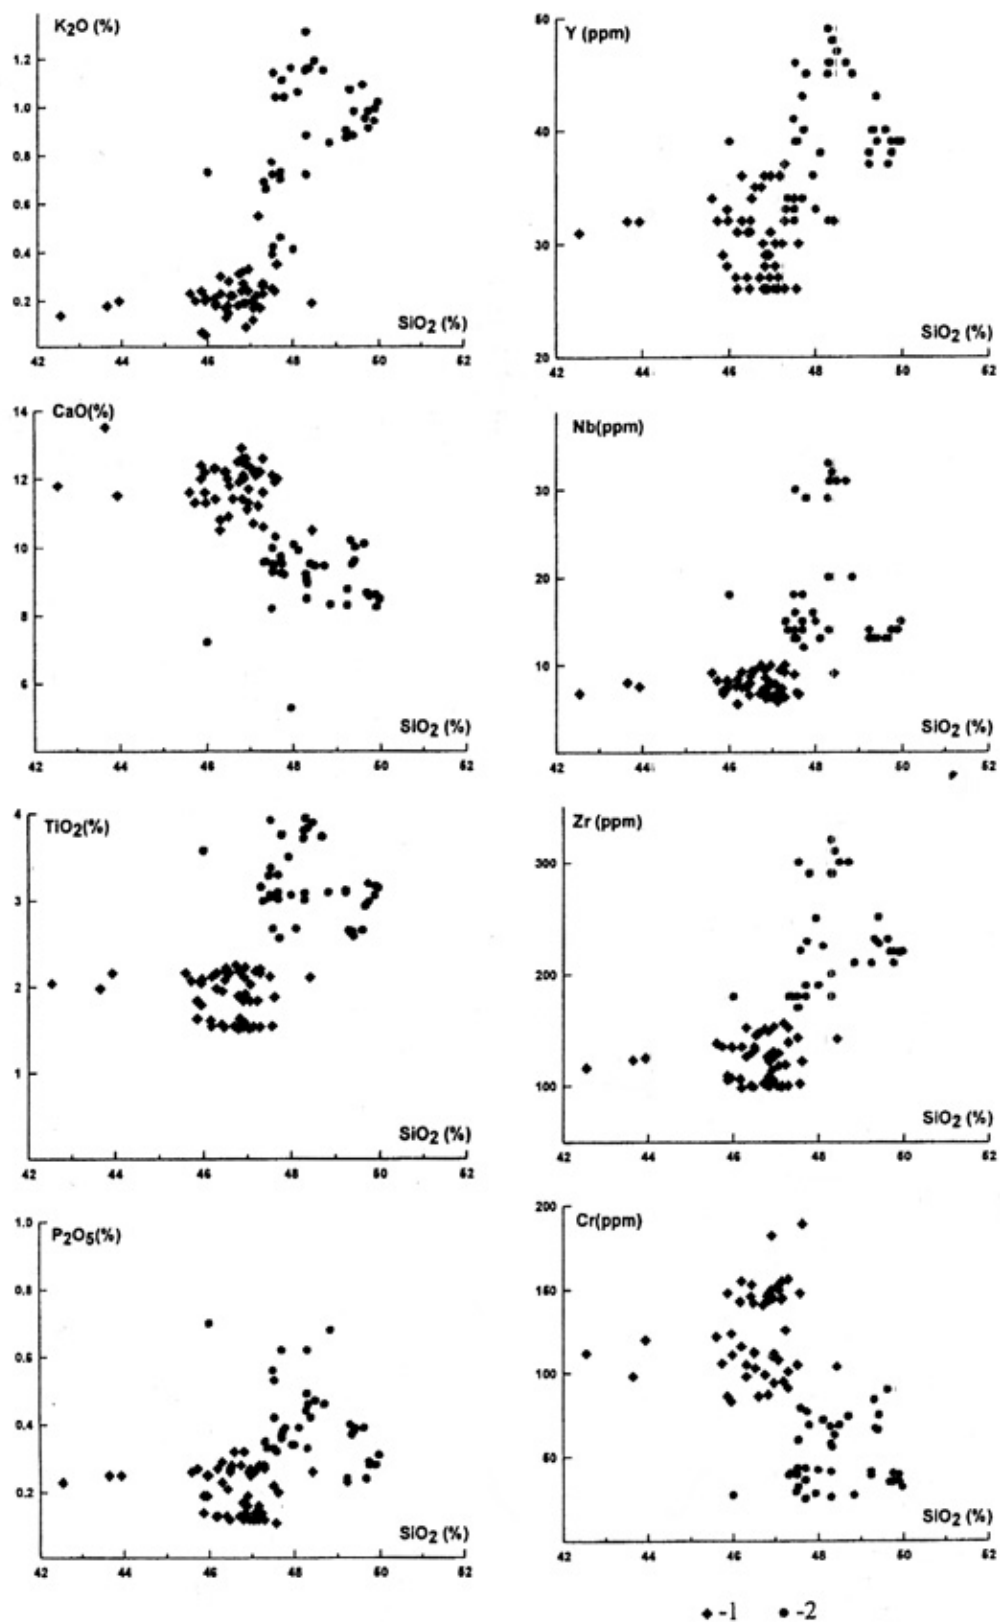 K2O (%)
1.2
1.0
0.8
0.6
0.4
0.2
SiO2 (%)
42 44 46 48 50 52
Y (ppm)
50
40
30
20
SiO2 (%)
42 44 46 48 50 52
CaO(%)
14
12
10
8
6
SiO2 (%)
42 44 46 48 50 52
Nb(ppm)
30
20
10
SiO2 (%)
42 44 46 48 50 52
TiO2(%)
4
3
2
1
SiO2 (%)
42 44 46 48 50 52
Zr (ppm)
300
200
100
SiO2 (%)
42 44 46 48 50 52
P2O5(%)
1.0
0.8
0.6
0.4
0.2
SiO2 (%)
42 44 46 48 50 52
Cr(ppm)
200
150
100
50
SiO2 (%)
42 44 46 48 50 52
-1 -2